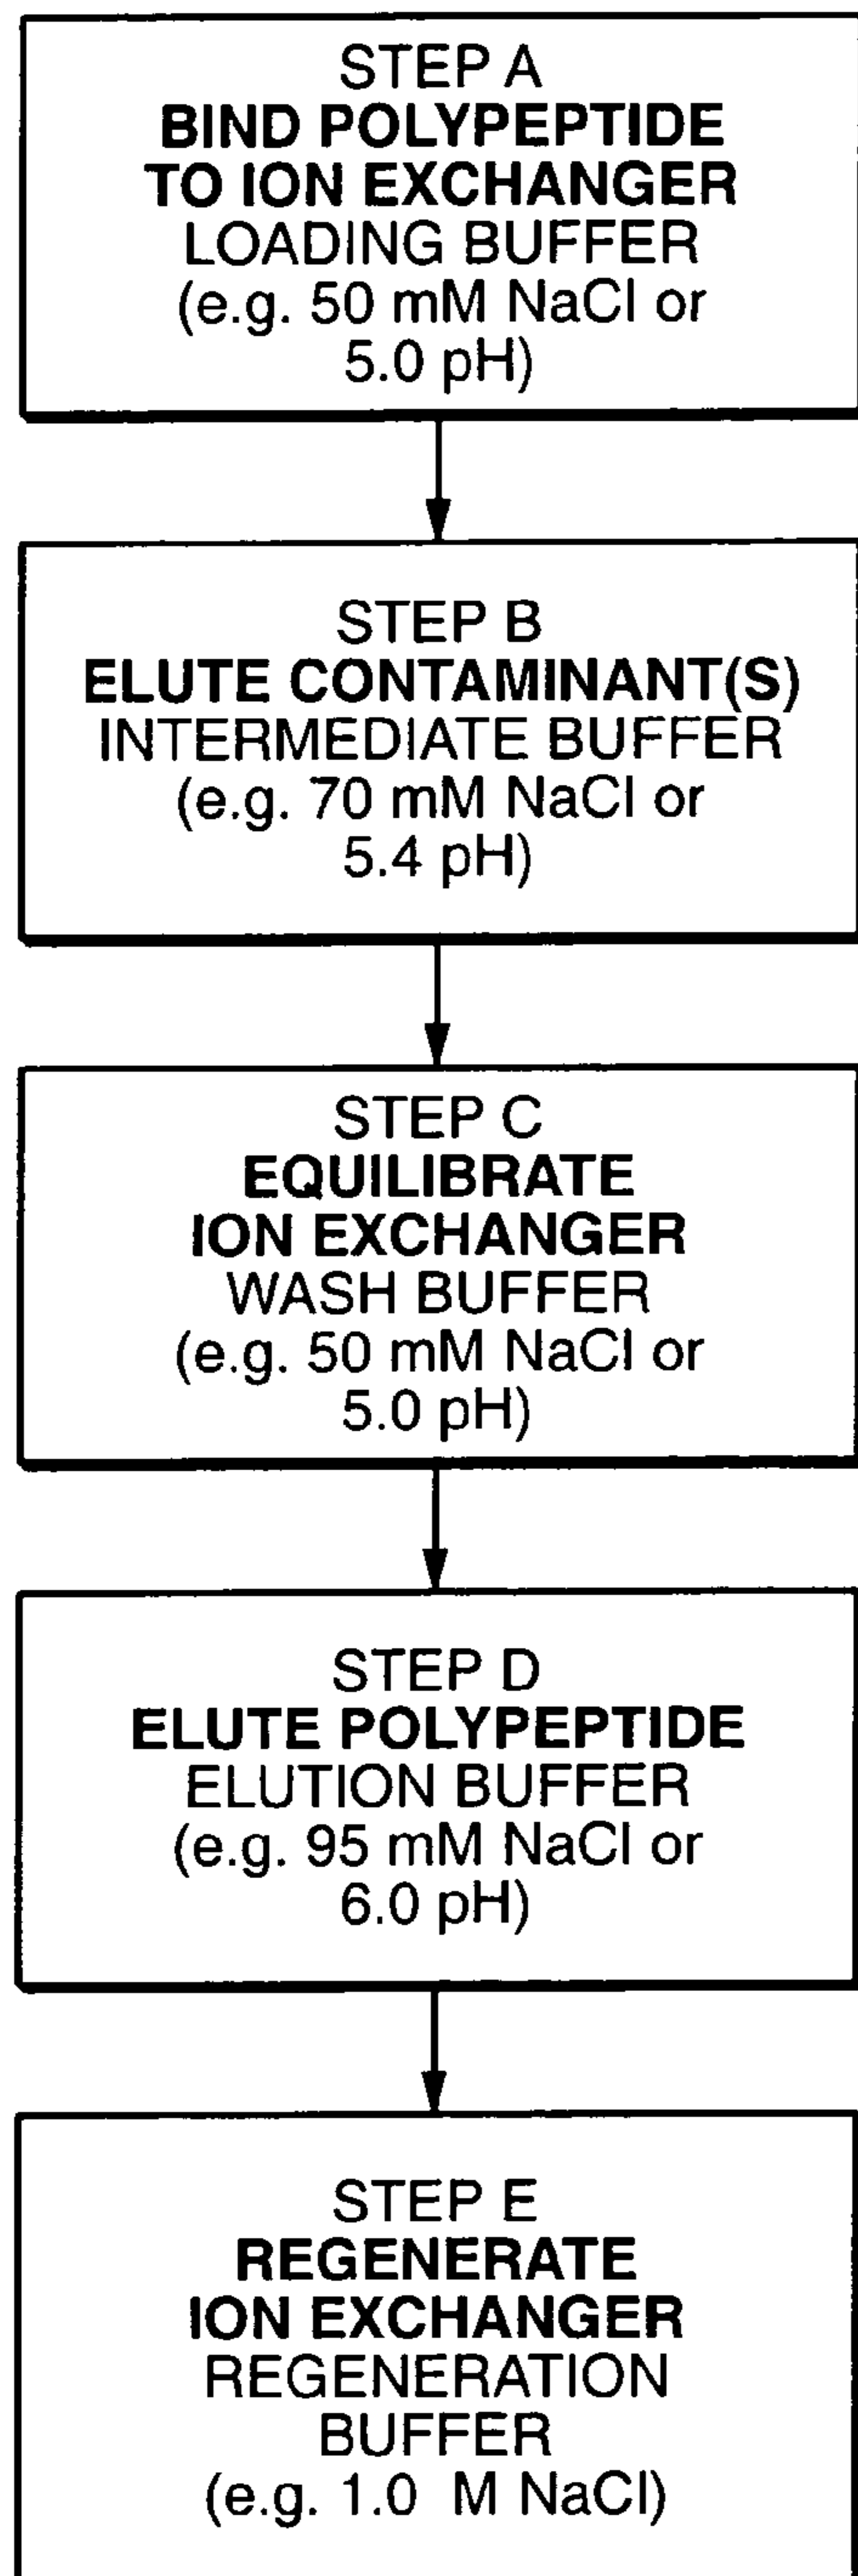 STEP A
BIND POLYPEPTIDE
TO ION EXCHANGER
LOADING BUFFER
(e.g. 50 mM NaCl or
5.0 pH)
STEP B
ELUTE CONTAMINANT(S)
INTERMEDIATE BUFFER
(e.g. 70 mM NaCl or
5.4 pH)
STEP C
EQUILIBRATE
ION EXCHANGER
WASH BUFFER
(e.g. 50 mM NaCl or
5.0 pH)
STEP D
ELUTE POLYPEPTIDE
ELUTION BUFFER
(e.g. 95 mM NaCl or
6.0 pH)
STEP E
REGENERATE
ION EXCHANGER
REGENERATION
BUFFER
(e.g. 1.0 M NaCl)